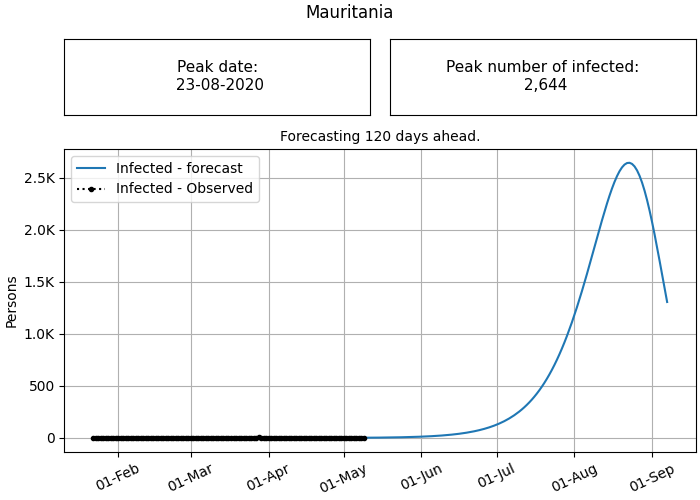 Mauritania
Peak date:
23-08-2020
Peak number of infected:
2,644
Forecasting 120 days ahead.
Infected - forecast
Infected - Observed
2.5K
2.0K
1.5K
1.0K
500
0
Persons
01-Feb
01-Mar
01-Apr
01-May
01-Jun
01-Jul
01-Aug
01-Sep